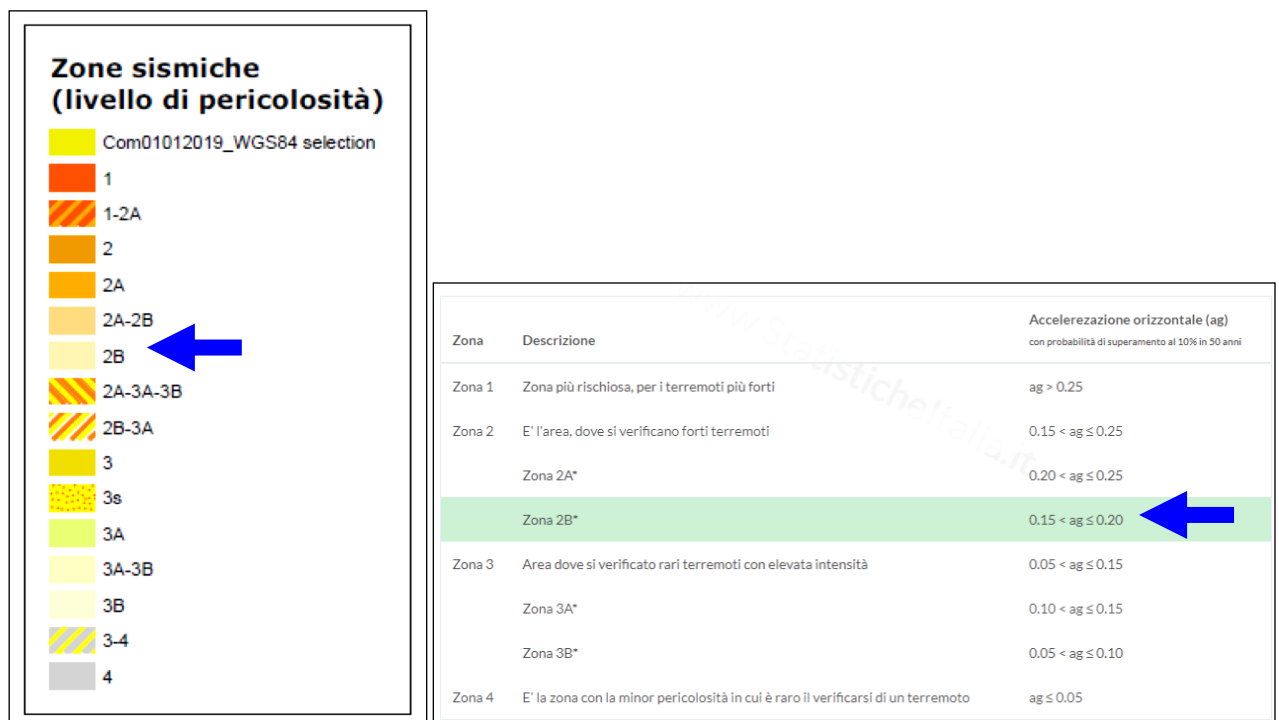 Zone sismiche
(livello di pericolosità)
Com01012019_WGS84 selection
1
1-2A
2
2A
2A-2B
2B
2A-3A-3B
2B-3A
3
3s
3A
3A-3B
3B
3-4
4
www.StatisticheItalia.it
Zona Descrizione Accelerezazione orizzontale (ag)
con probabilità di superamento al 10% in 50 anni
Zona 1 Zona più rischiosa, per i terremoti più forti ag > 0.25
Zona 2 E' l'area, dove si verificano forti terremoti 0.15 < ag ≤ 0.25
Zona 2A* 0.20 < ag ≤ 0.25
Zona 2B* 0.15 < ag ≤ 0.20
Zona 3 Area dove si verificato rari terremoti con elevata intensità 0.05 < ag ≤ 0.15
Zona 3A* 0.10 < ag ≤ 0.15
Zona 3B* 0.05 < ag ≤ 0.10
Zona 4 E' la zona con la minor pericolosità in cui è raro il verificarsi di un terremoto ag ≤ 0.05